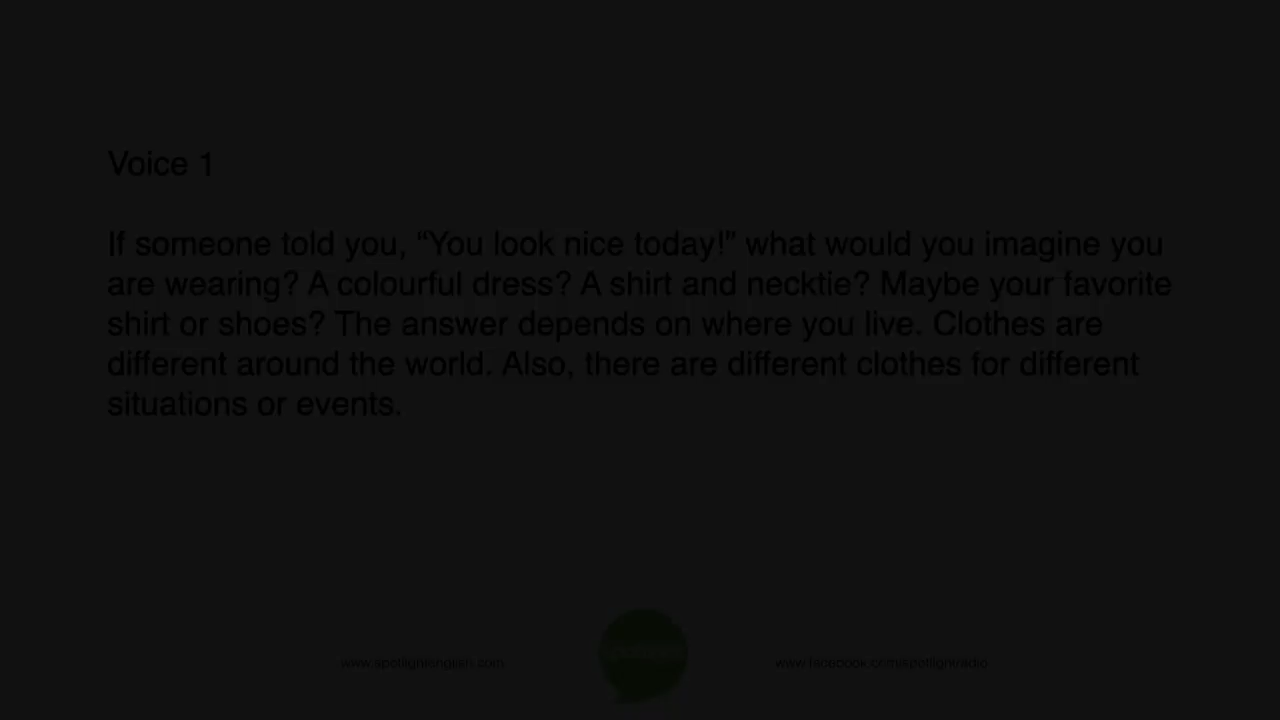 Voice 1
If someone told you, “You look nice today!” what would you imagine you
are wearing? A colourful dress? A shirt and necktie? Maybe your favorite
shirt or shoes? The answer depends on where you live. Clothes are
different around the world. Also, there are different clothes for different
situations or events.
www.spotlightenglish.com
www.facebook.com/spotlightradio